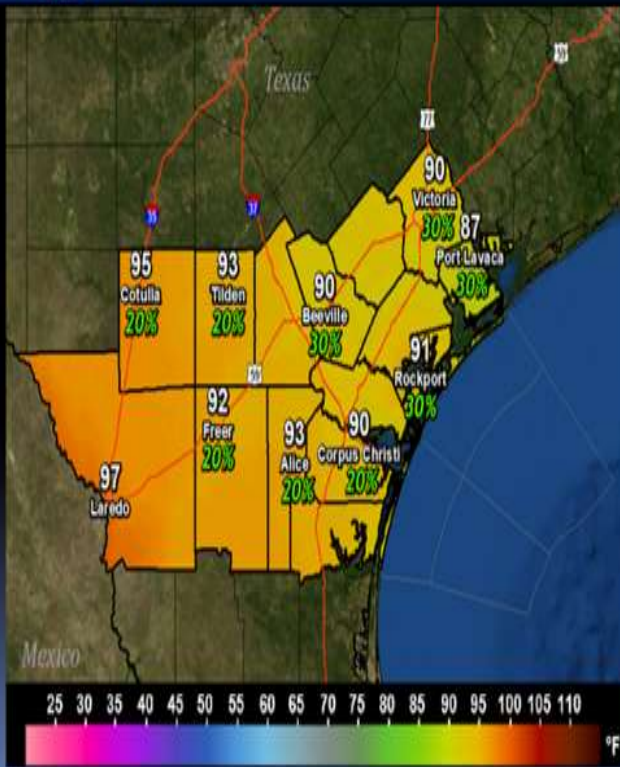 Texas
59
77
90
Victoria
30%
87
Port Lavaca
30%
35
37
95
Cotulla
20%
93
Tilden
20%
90
Beeville
30%
91
Rockport
30%
59
92
Freer
20%
93
Alice
20%
90
Corpus Christi
20%
97
Laredo
Mexico
25 30 35 40 45 50 55 60 65 70 75 80 85 90 95 100 105 110
°F